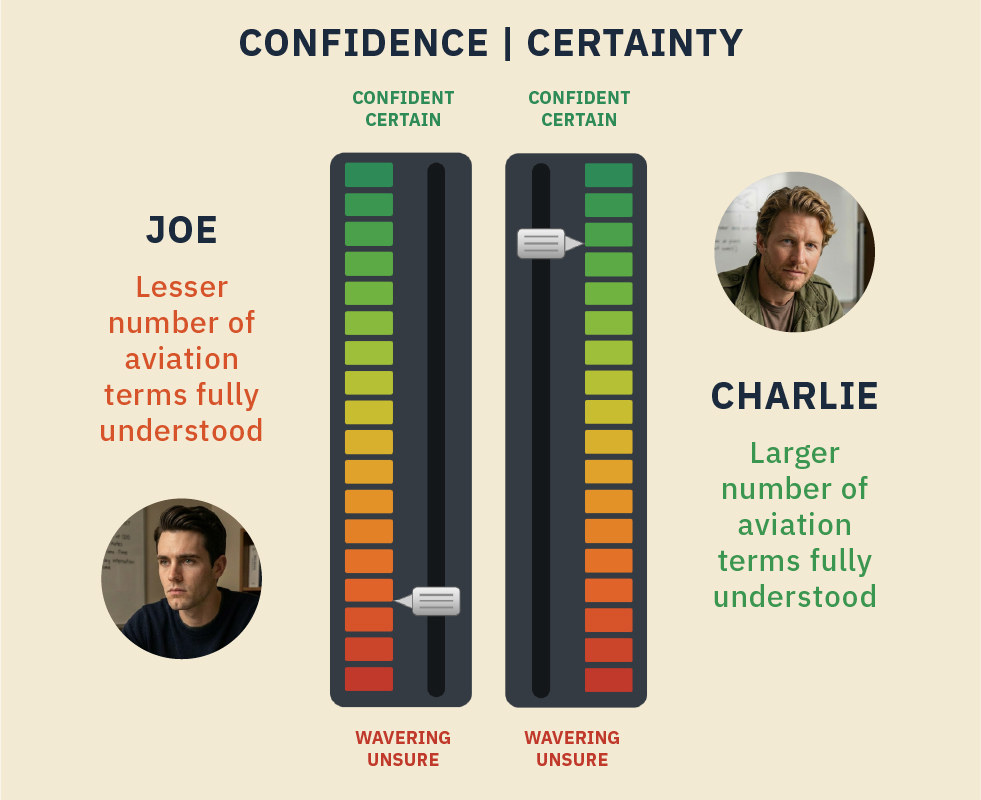 CONFIDENCE | CERTAINTY
CONFIDENT
CERTAIN
CONFIDENT
CERTAIN
JOE
Lesser
number of
aviation
terms fully
understood
CHARLIE
Larger
number of
aviation
terms fully
understood
WAVERING
UNSURE
WAVERING
UNSURE